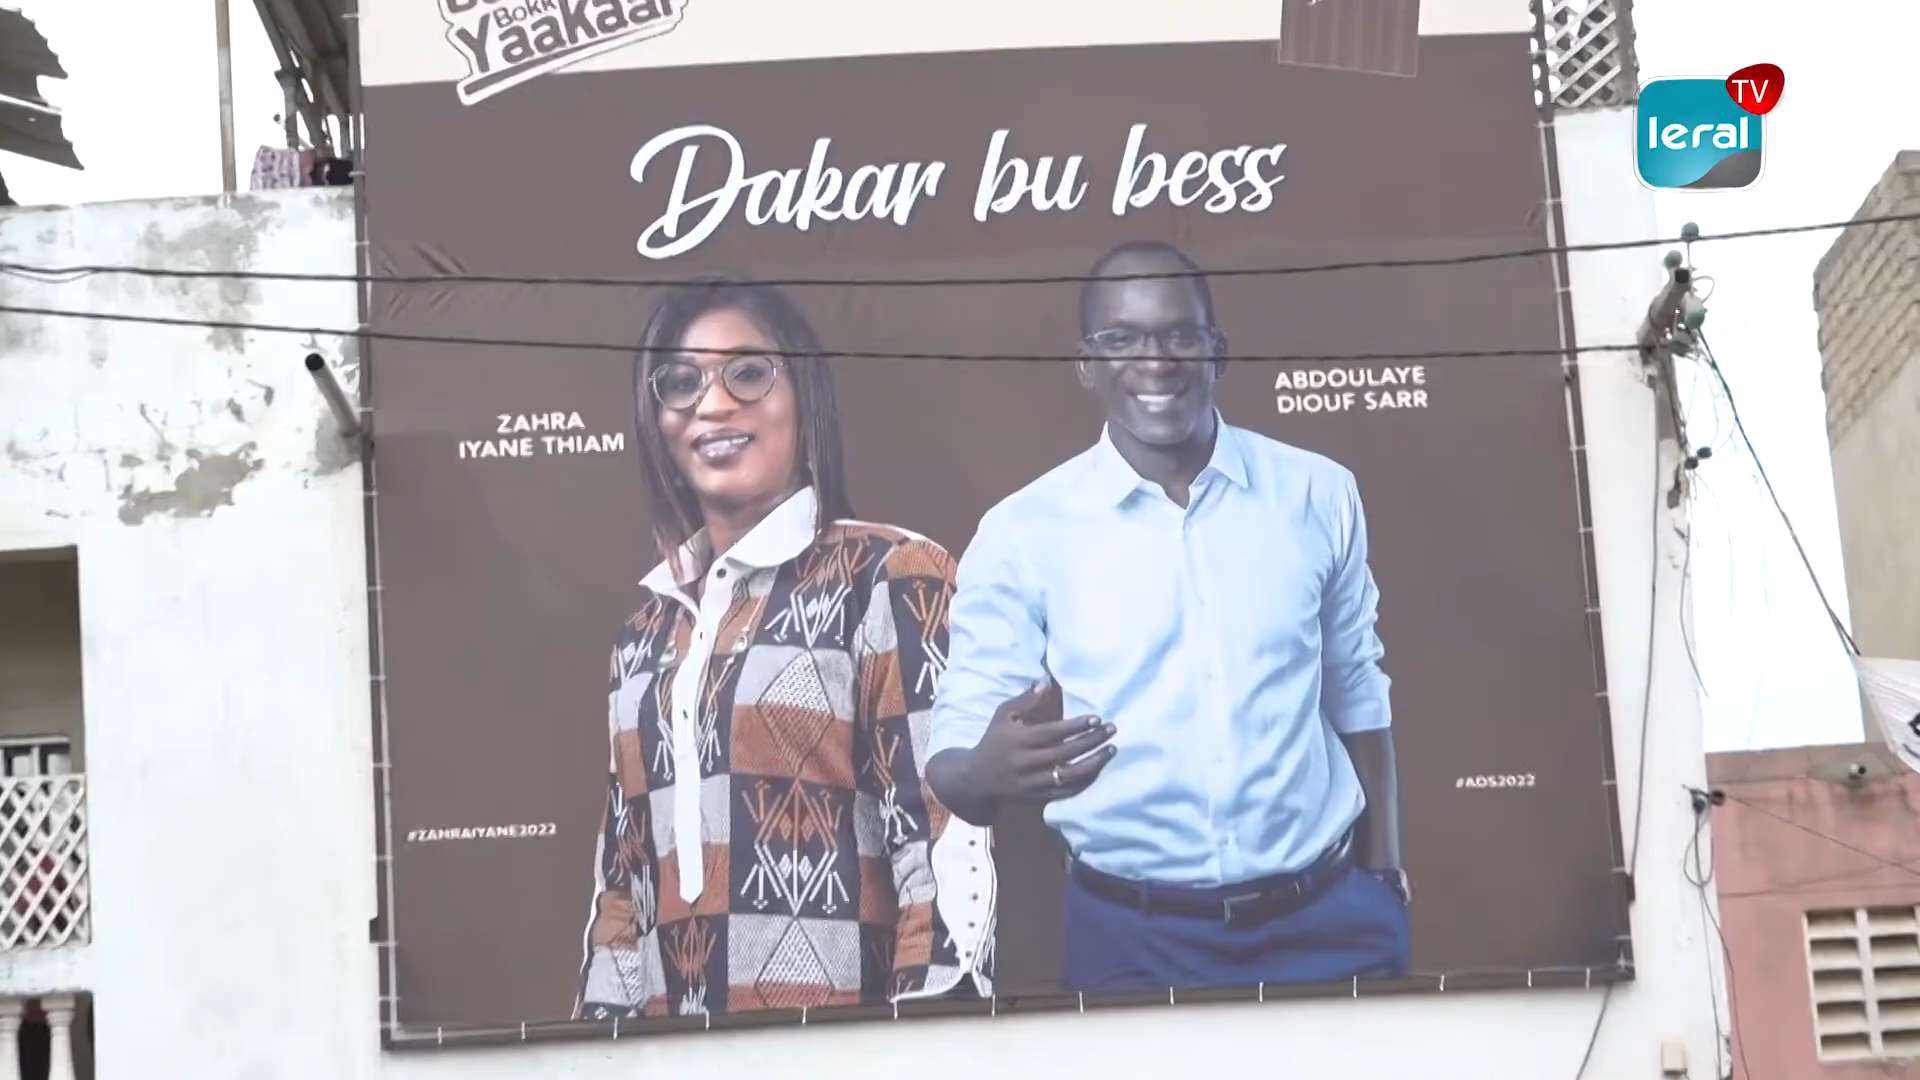 Bokk
Yaakaar
TV
leral
Dakar bu bess
ABDOULAYE
DIOUF SARR
ZAHRA
IYANE THIAM
#ADS2022
#ZAHRAIYANE2022